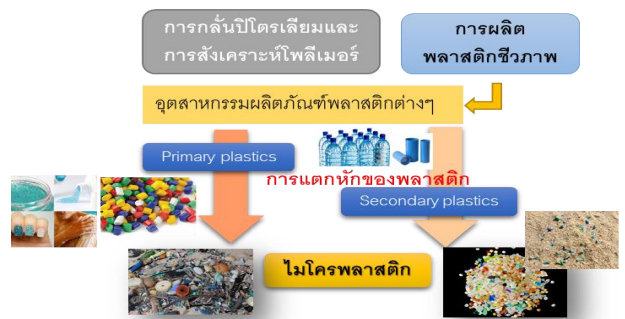 การกลั่นปิโตรเลียมและ
การสังเคราะห์โพลีเมอร์
การผลิต
พลาสติกชีวภาพ
อุตสาหกรรมผลิตภัณฑ์พลาสติกต่างๆ
Primary plastics
การแตกหักของพลาสติก
Secondary plastics
ไมโครพลาสติก